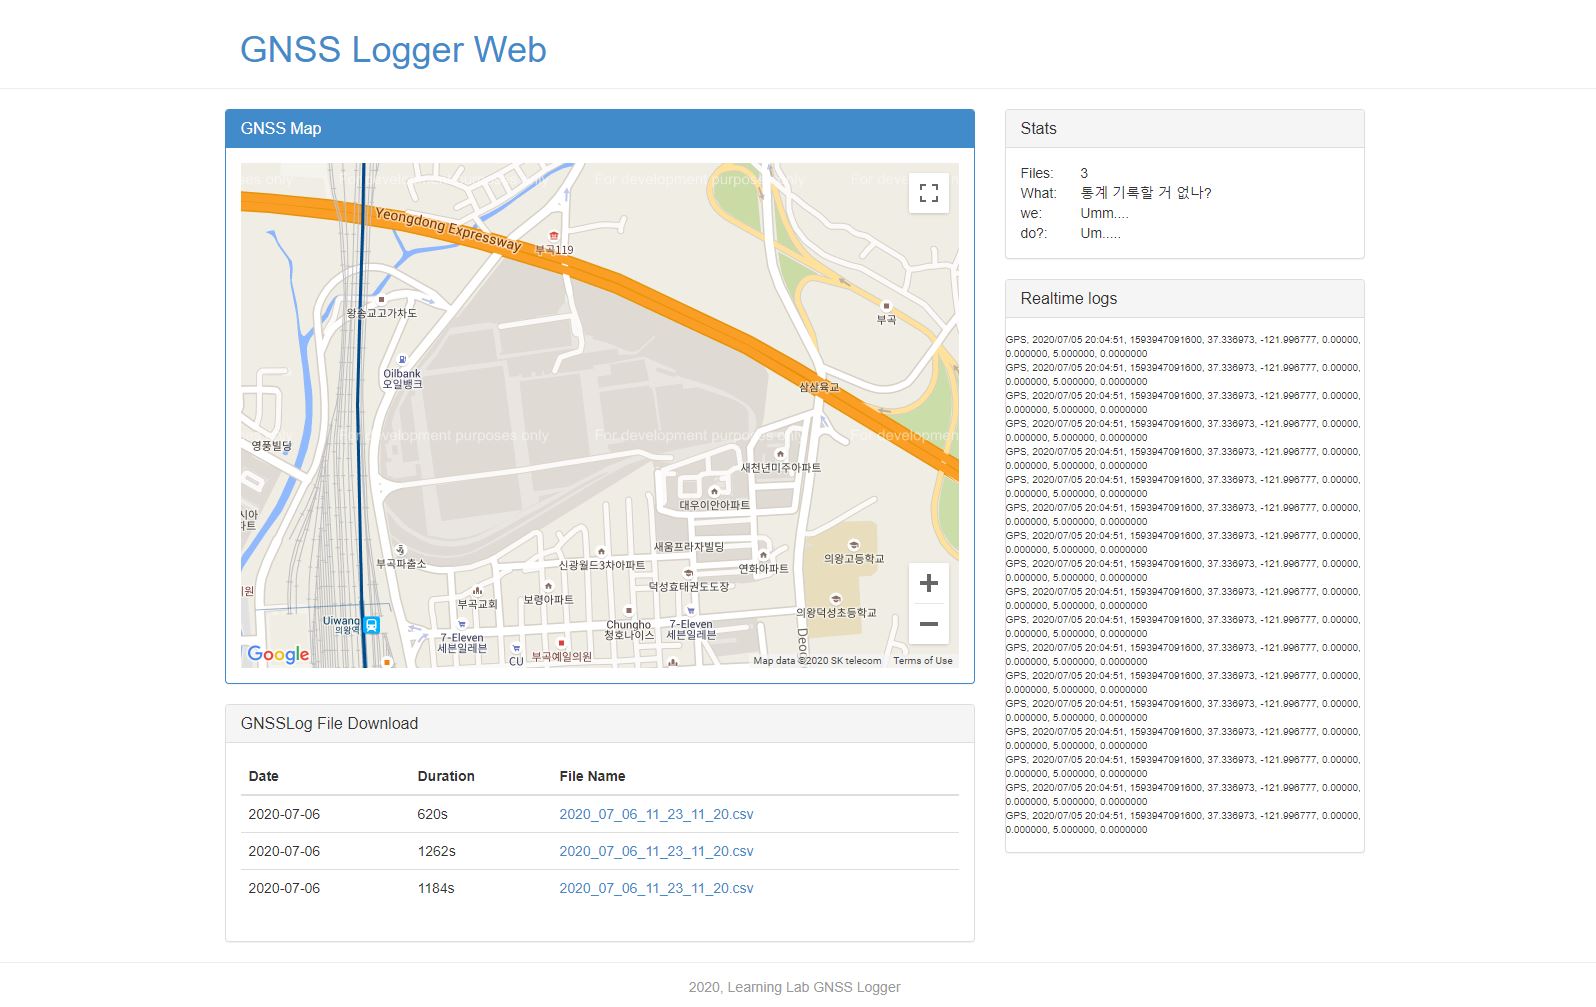 GNSS Logger Web
GNSS Map
For development purposes only
For development purposes only
Yeongdong Expressway
부곡119
왕송교고가차도
부곡
Oilbank
오일뱅크
삼삼육교
영풍빌딩
For development purposes only
For development purposes only
For development
새천년미주아파트
대우이안아파트
시아
파트
새움프라자빌딩
부곡파출소
신광월드3차아파트
연화아파트
의왕고등학교
덕성효태권도도장
의원
부곡교회
보령아파트
의왕덕성초등학교
Uiwang
의왕역
7-Eleven
세븐일레븐
Chungho
청호나이스
7-Eleven
세븐일레븐
CU
부곡예일의원
Deog
Google
Map data ©2020 SK telecom
Terms of Use
GNSSLog File Download
Date Duration File Name
2020-07-06 620s 2020_07_06_11_23_11_20.csv
2020-07-06 1262s 2020_07_06_11_23_11_20.csv
2020-07-06 1184s 2020_07_06_11_23_11_20.csv
Stats
Files: 3
What: 통계 기록할 거 없나?
we: Umm....
do?: Um.....
Realtime logs
GPS, 2020/07/05 20:04:51, 1593947091600, 37.336973, -121.996777, 0.00000,
0.000000, 5.000000, 0.0000000
GPS, 2020/07/05 20:04:51, 1593947091600, 37.336973, -121.996777, 0.00000,
0.000000, 5.000000, 0.0000000
GPS, 2020/07/05 20:04:51, 1593947091600, 37.336973, -121.996777, 0.00000,
0.000000, 5.000000, 0.0000000
GPS, 2020/07/05 20:04:51, 1593947091600, 37.336973, -121.996777, 0.00000,
0.000000, 5.000000, 0.0000000
GPS, 2020/07/05 20:04:51, 1593947091600, 37.336973, -121.996777, 0.00000,
0.000000, 5.000000, 0.0000000
GPS, 2020/07/05 20:04:51, 1593947091600, 37.336973, -121.996777, 0.00000,
0.000000, 5.000000, 0.0000000
GPS, 2020/07/05 20:04:51, 1593947091600, 37.336973, -121.996777, 0.00000,
0.000000, 5.000000, 0.0000000
GPS, 2020/07/05 20:04:51, 1593947091600, 37.336973, -121.996777, 0.00000,
0.000000, 5.000000, 0.0000000
GPS, 2020/07/05 20:04:51, 1593947091600, 37.336973, -121.996777, 0.00000,
0.000000, 5.000000, 0.0000000
GPS, 2020/07/05 20:04:51, 1593947091600, 37.336973, -121.996777, 0.00000,
0.000000, 5.000000, 0.0000000
GPS, 2020/07/05 20:04:51, 1593947091600, 37.336973, -121.996777, 0.00000,
0.000000, 5.000000, 0.0000000
GPS, 2020/07/05 20:04:51, 1593947091600, 37.336973, -121.996777, 0.00000,
0.000000, 5.000000, 0.0000000
GPS, 2020/07/05 20:04:51, 1593947091600, 37.336973, -121.996777, 0.00000,
0.000000, 5.000000, 0.0000000
GPS, 2020/07/05 20:04:51, 1593947091600, 37.336973, -121.996777, 0.00000,
0.000000, 5.000000, 0.0000000
GPS, 2020/07/05 20:04:51, 1593947091600, 37.336973, -121.996777, 0.00000,
0.000000, 5.000000, 0.0000000
GPS, 2020/07/05 20:04:51, 1593947091600, 37.336973, -121.996777, 0.00000,
0.000000, 5.000000, 0.0000000
GPS, 2020/07/05 20:04:51, 1593947091600, 37.336973, -121.996777, 0.00000,
0.000000, 5.000000, 0.0000000
GPS, 2020/07/05 20:04:51, 1593947091600, 37.336973, -121.996777, 0.00000,
0.000000, 5.000000, 0.0000000
2020, Learning Lab GNSS Logger